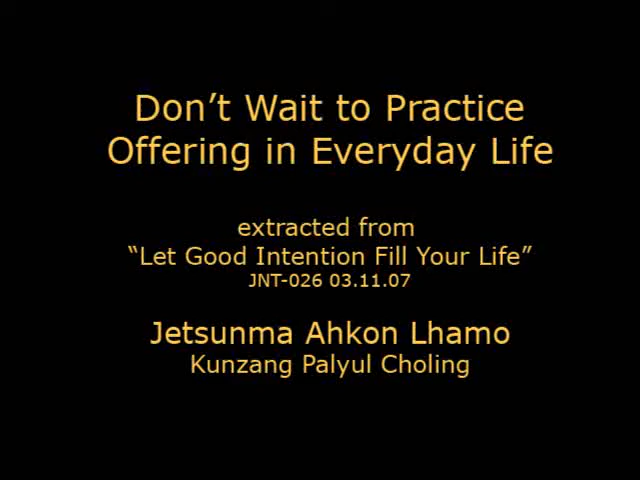 Don’t Wait to Practice
Offering in Everyday Life
extracted from
“Let Good Intention Fill Your Life”
JNT-026 03.11.07
Jetsunma Ahkon Lhamo
Kunzang Palyul Choling